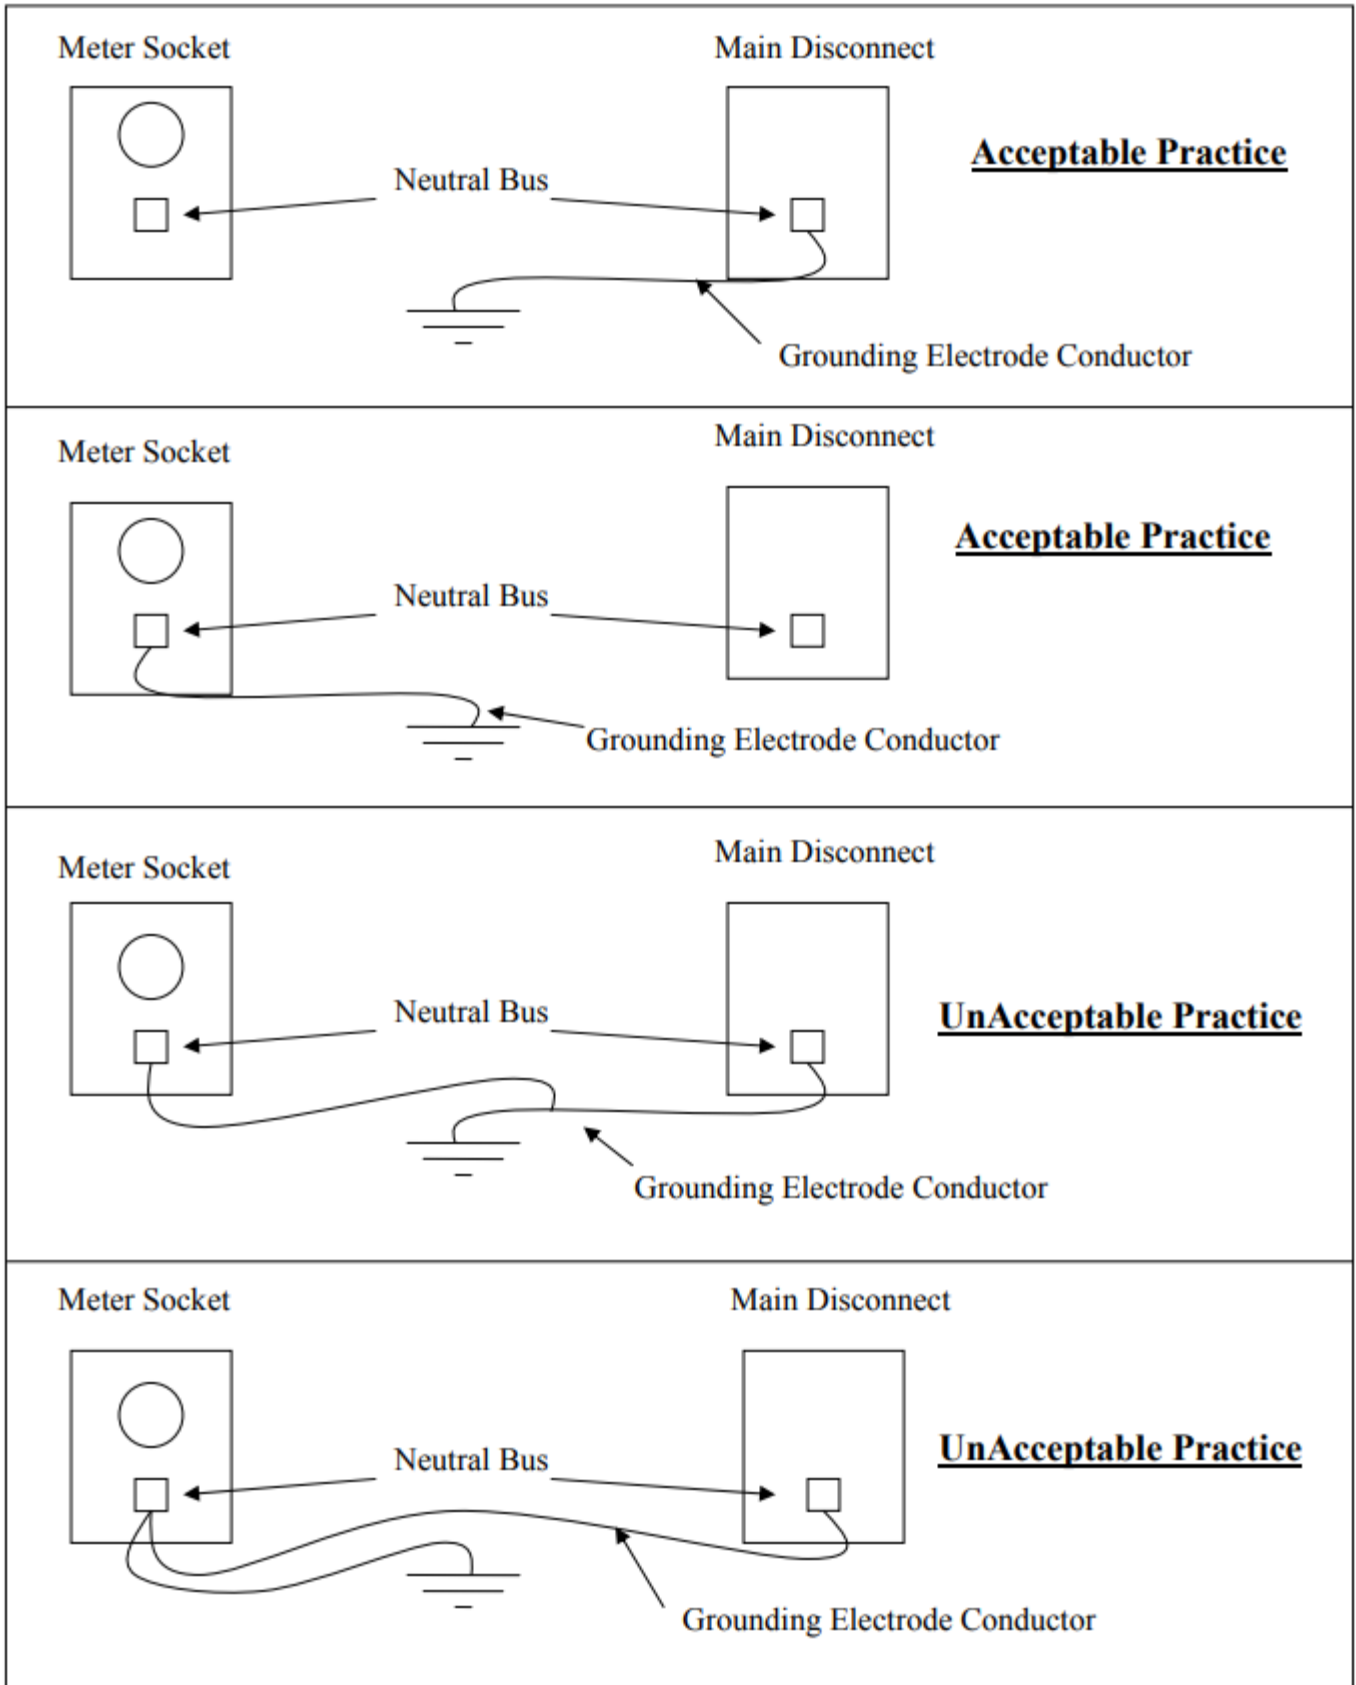 Meter Socket
Main Disconnect
Acceptable Practice
Neutral Bus
Grounding Electrode Conductor
Main Disconnect
Meter Socket
Acceptable Practice
Neutral Bus
Grounding Electrode Conductor
Main Disconnect
Meter Socket
Neutral Bus
UnAcceptable Practice
Grounding Electrode Conductor
Meter Socket
Main Disconnect
UnAcceptable Practice
Neutral Bus
Grounding Electrode Conductor